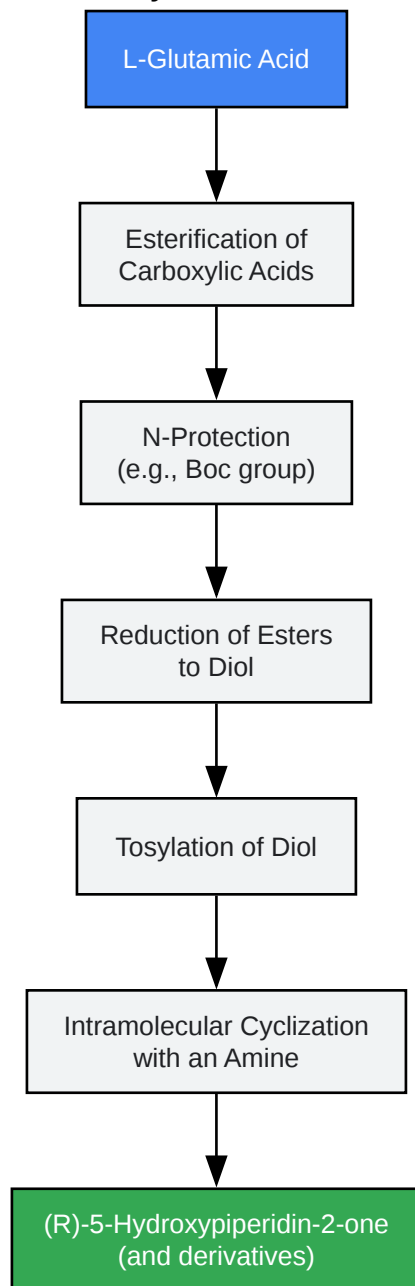 L-Glutamic Acid
Esterification of
Carboxylic Acids
N-Protection
(e.g., Boc group)
Reduction of Esters
to Diol
Tosylation of Diol
Intramolecular Cyclization
with an Amine
(R)-5-Hydroxypiperidin-2-one
(and derivatives)